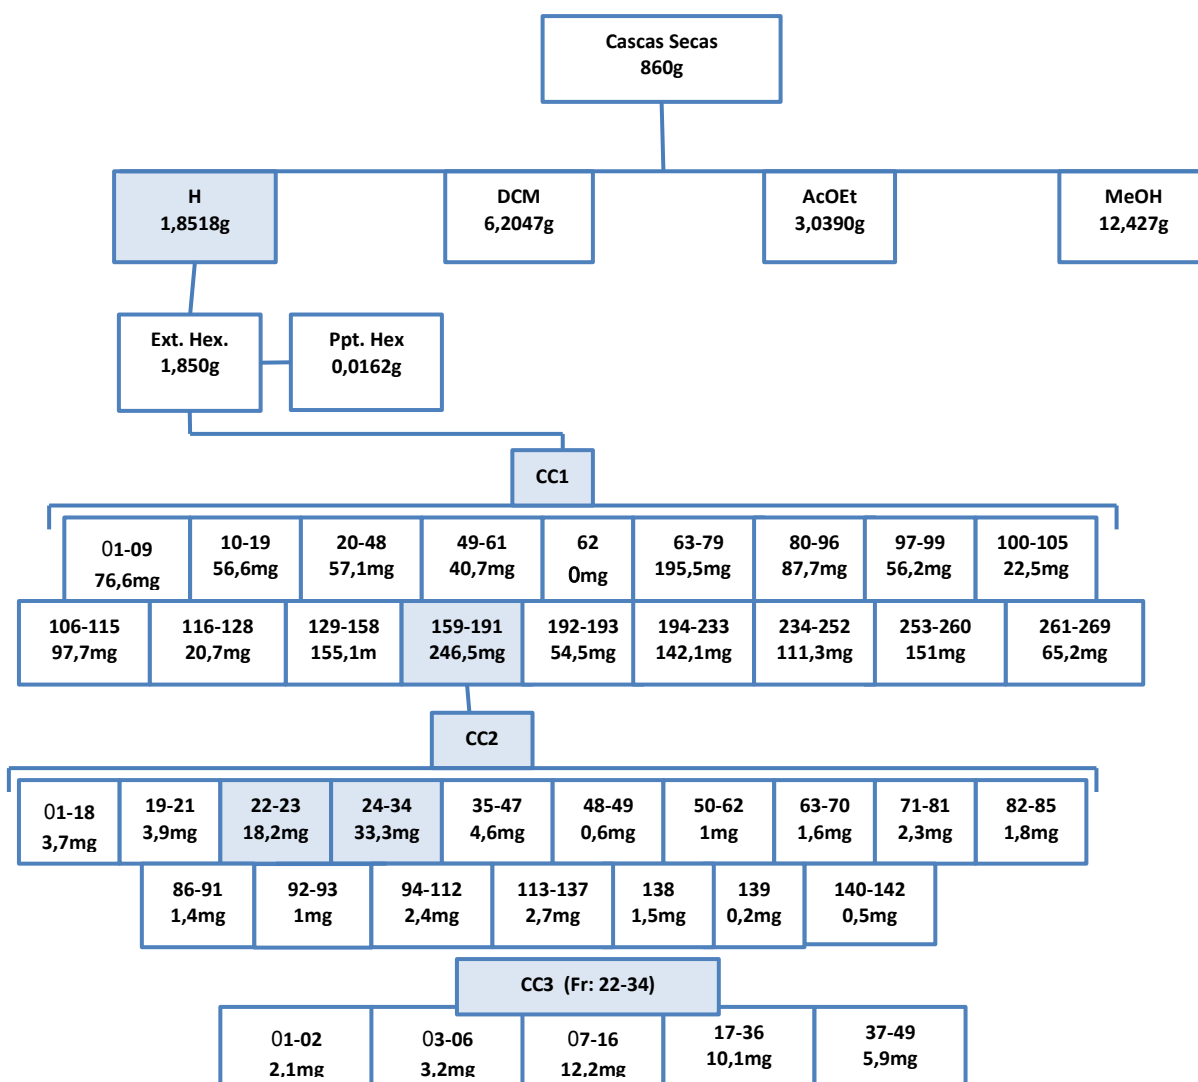 Cascas Secas
860g
H
1,8518g
DCM
6,2047g
AcOEt
3,0390g
MeOH
12,427g
Ext. Hex.
1,850g
Ppt. Hex
0,0162g
CC1
01-09
76,6mg
10-19
56,6mg
20-48
57,1mg
49-61
40,7mg
62
0mg
63-79
195,5mg
80-96
87,7mg
97-99
56,2mg
100-105
22,5mg
106-115
97,7mg
116-128
20,7mg
129-158
155,1m
159-191
246,5mg
192-193
54,5mg
194-233
142,1mg
234-252
111,3mg
253-260
151mg
261-269
65,2mg
CC2
01-18
3,7mg
19-21
3,9mg
22-23
18,2mg
24-34
33,3mg
35-47
4,6mg
48-49
0,6mg
50-62
1mg
63-70
1,6mg
71-81
2,3mg
82-85
1,8mg
86-91
1,4mg
92-93
1mg
94-112
2,4mg
113-137
2,7mg
138
1,5mg
139
0,2mg
140-142
0,5mg
CC3 (Fr: 22-34)
01-02
2,1mg
03-06
3,2mg
07-16
12,2mg
17-36
10,1mg
37-49
5,9mg